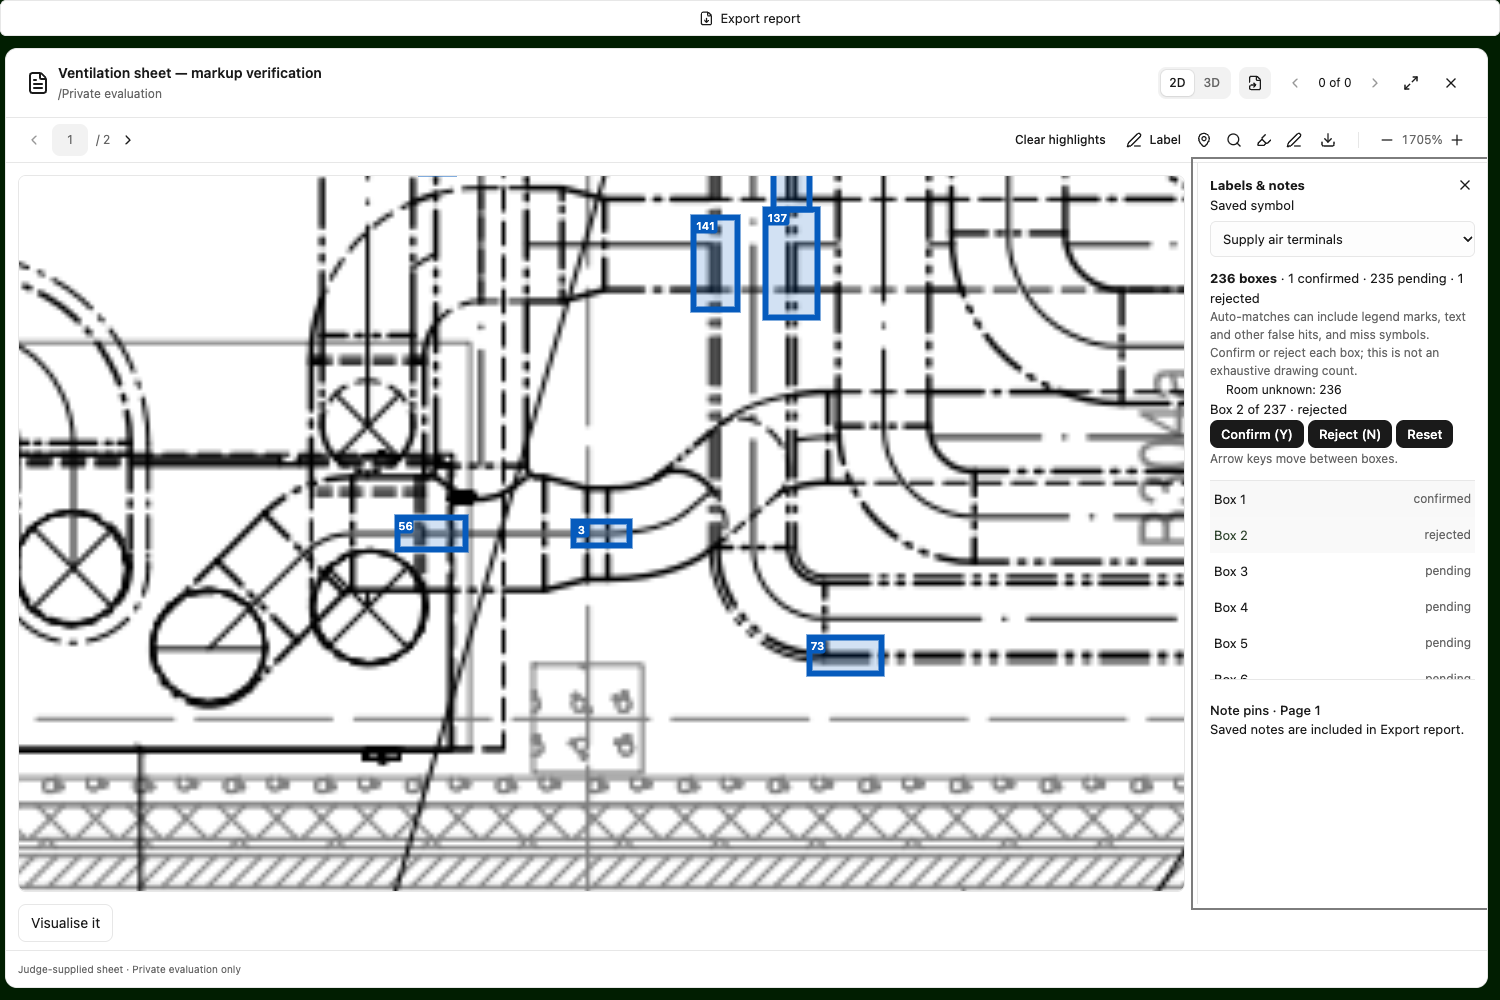 Export report
Ventilation sheet — markup verification
/Private evaluation
2D 3D
0 of 0
1 / 2
Clear highlights
Label
1705%
141
137
56
3
73
B304a
Labels & notes
Saved symbol
Supply air terminals
236 boxes · 1 confirmed · 235 pending · 1
rejected
Auto-matches can include legend marks, text
and other false hits, and miss symbols.
Confirm or reject each box; this is not an
exhaustive drawing count.
Room unknown: 236
Box 2 of 237 · rejected
Confirm (Y) Reject (N) Reset
Arrow keys move between boxes.
Box 1 confirmed
Box 2 rejected
Box 3 pending
Box 4 pending
Box 5 pending
Box 6 pending
Note pins · Page 1
Saved notes are included in Export report.
Visualise it
Judge-supplied sheet · Private evaluation only